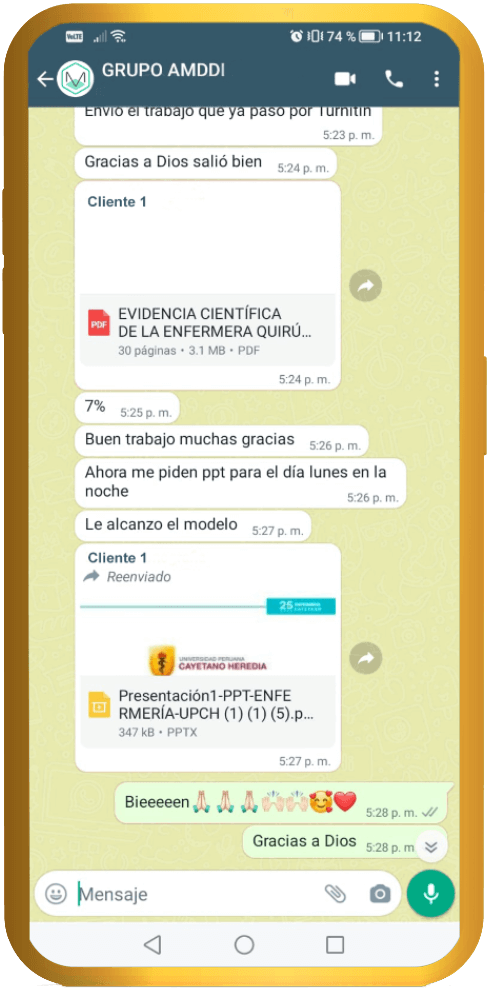 VoLTE 74 % 11:12
GRUPO AMDDI
Envío el trabajo que ya pasó por Turnitin
5:23 p. m.
Gracias a Dios salió bien 5:24 p. m.
Cliente 1
PDF EVIDENCIA CIENTÍFICA
DE LA ENFERMERA QUIRÚ...
30 páginas • 3.1 MB • PDF
5:24 p. m.
7% 5:25 p. m.
Buen trabajo muchas gracias 5:26 p. m.
Ahora me piden ppt para el día lunes en la
noche 5:26 p. m.
Le alcanzo el modelo 5:27 p. m.
Cliente 1
Reenviado
25
UNIVERSIDAD PERUANA
CAYETANO HEREDIA
Presentación1-PPT-ENFE
RMERÍA-UPCH (1) (1) (5).p...
347 kB • PPTX
5:27 p. m.
Bieeeeen🙏🏻🙏🏻🙏🏻🙌🏻🙌🏻🥰❤️ 5:28 p. m.
Gracias a Dios 5:28 p. m
Mensaje